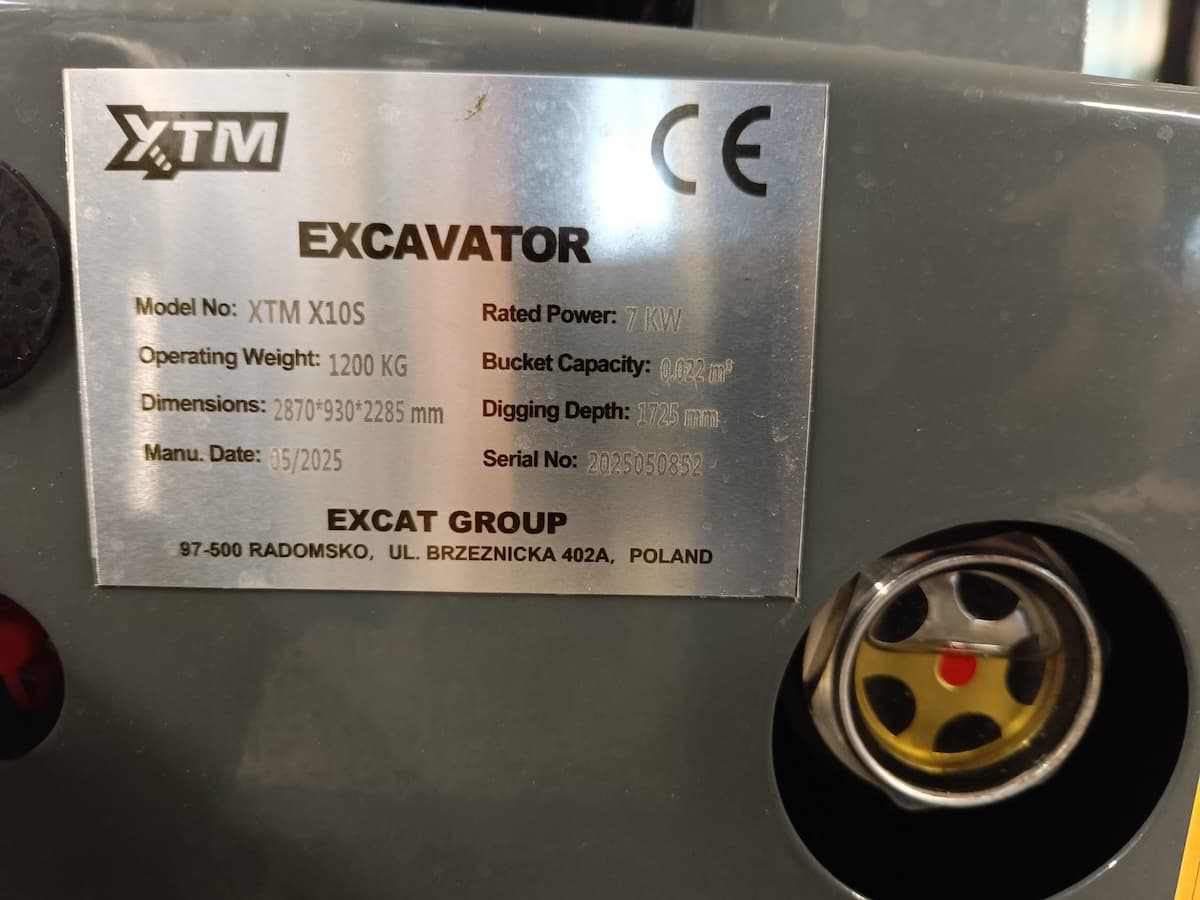 XTM
CE
EXCAVATOR
Model No: XTM X10S
Rated Power: 7 KW
Operating Weight: 1200 KG
Bucket Capacity: 0.022 m³
Dimensions: 2870*930*2285 mm
Digging Depth: 1725 mm
Manu. Date: 05/2025
Serial No: 2025050852
EXCAT GROUP
97-500 RADOMSKO, UL. BRZEZNICKA 402A, POLAND